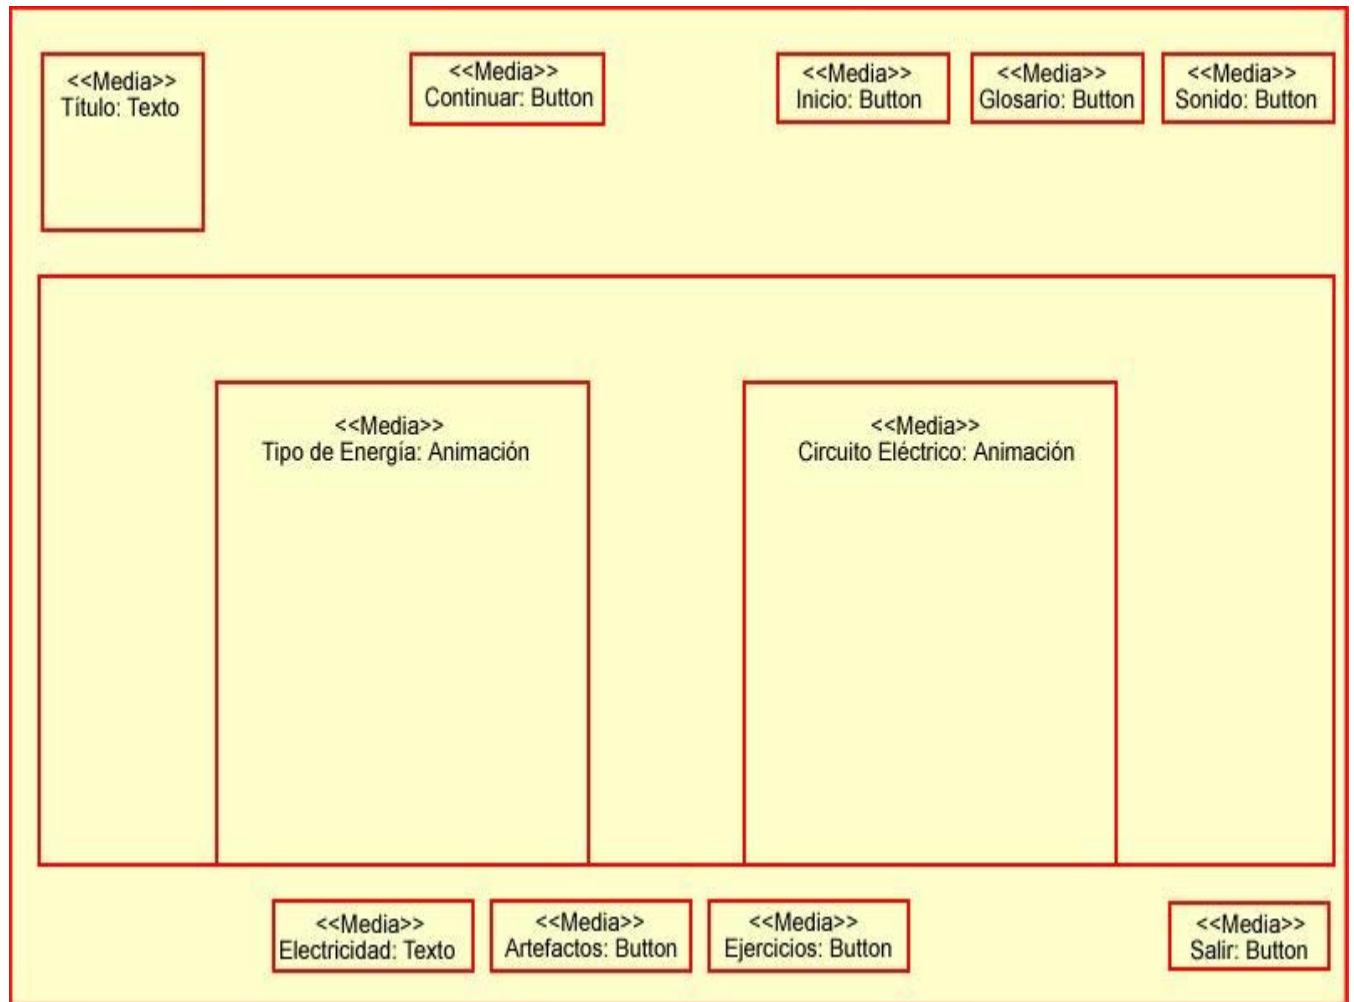 <<Media>>
Título: Texto
<<Media>>
Continuar: Button
<<Media>>
Inicio: Button
<<Media>>
Glosario: Button
<<Media>>
Sonido: Button
<<Media>>
Tipo de Energía: Animación
<<Media>>
Circuito Eléctrico: Animación
<<Media>>
Electricidad: Texto
<<Media>>
Artefactos: Button
<<Media>>
Ejercicios: Button
<<Media>>
Salir: Button